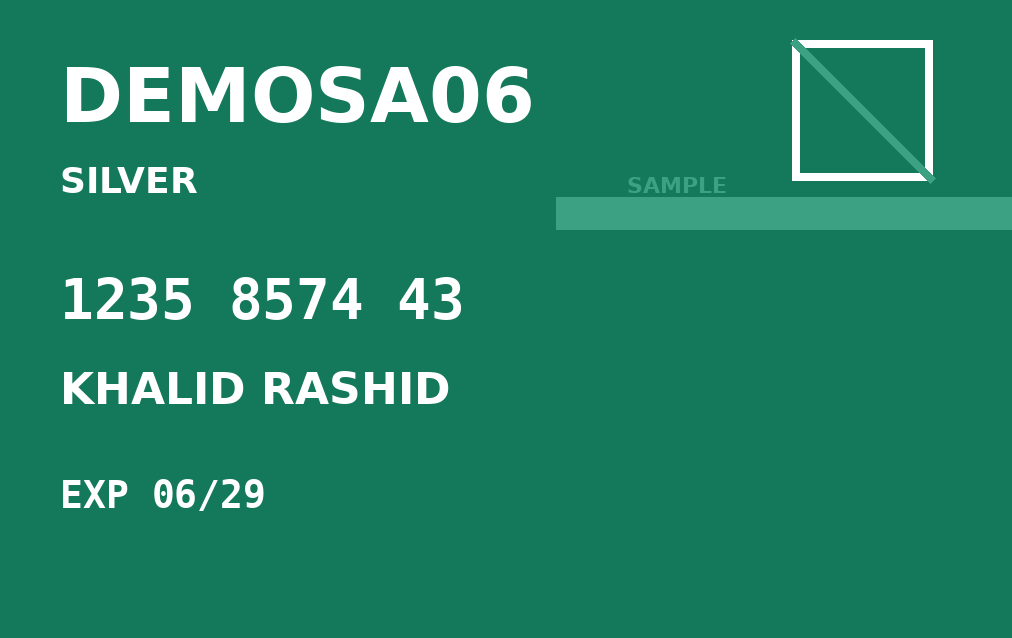 DEMOSA06
SILVER
SAMPLE
1235 8574 43
KHALID RASHID
EXP 06/29